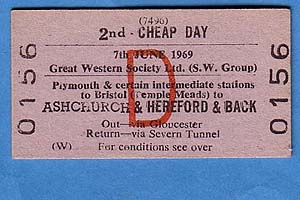 (7496)
2nd - CHEAP DAY
7th JUNE 1969
Great Western Society Ltd. (S.W. Group)
Plymouth & certain intermediate stations
to Bristol (Temple Meads) to
ASHCHURCH & HEREFORD & BACK
Out—via Gloucester
Return—via Severn Tunnel
(W) For conditions see over
D
0156
0156